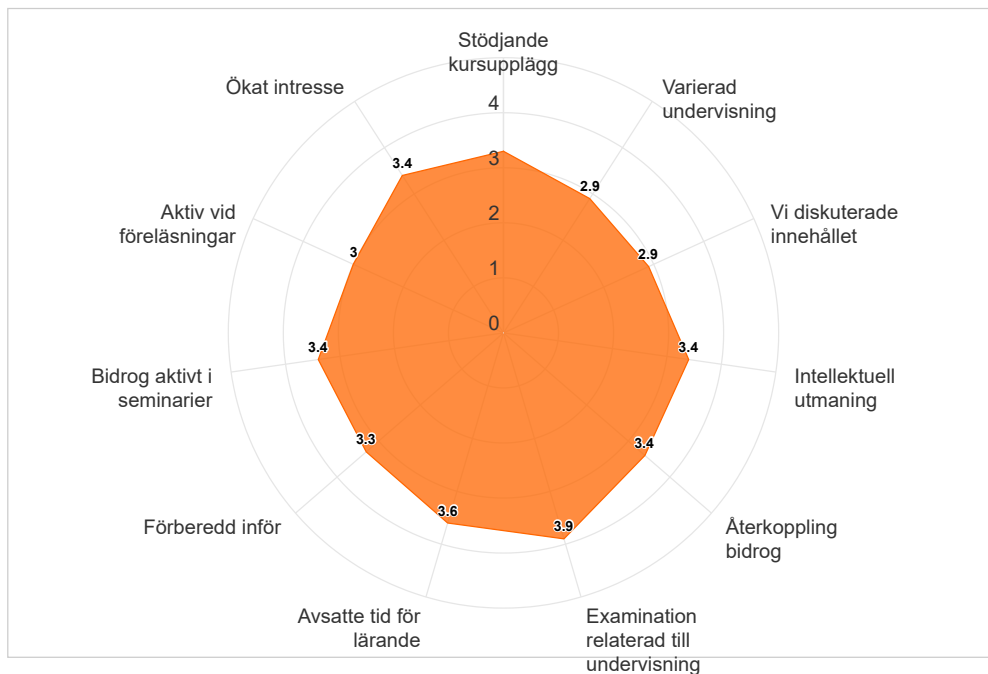 Stödjande
kursupplägg
Ökat intresse
Varierad
undervisning
4
3
3.4
2.9
Aktiv vid
föreläsningar
Vi diskuterade
innehållet
2
3
2.9
1
0
3.4
3.4
Bidrog aktivt i
seminarier
Intellektuell
utmaning
3.3
3.4
Förberedd inför
Återkoppling
bidrog
3.6
3.9
Avsatte tid för
lärande
Examination
relaterad till
undervisning